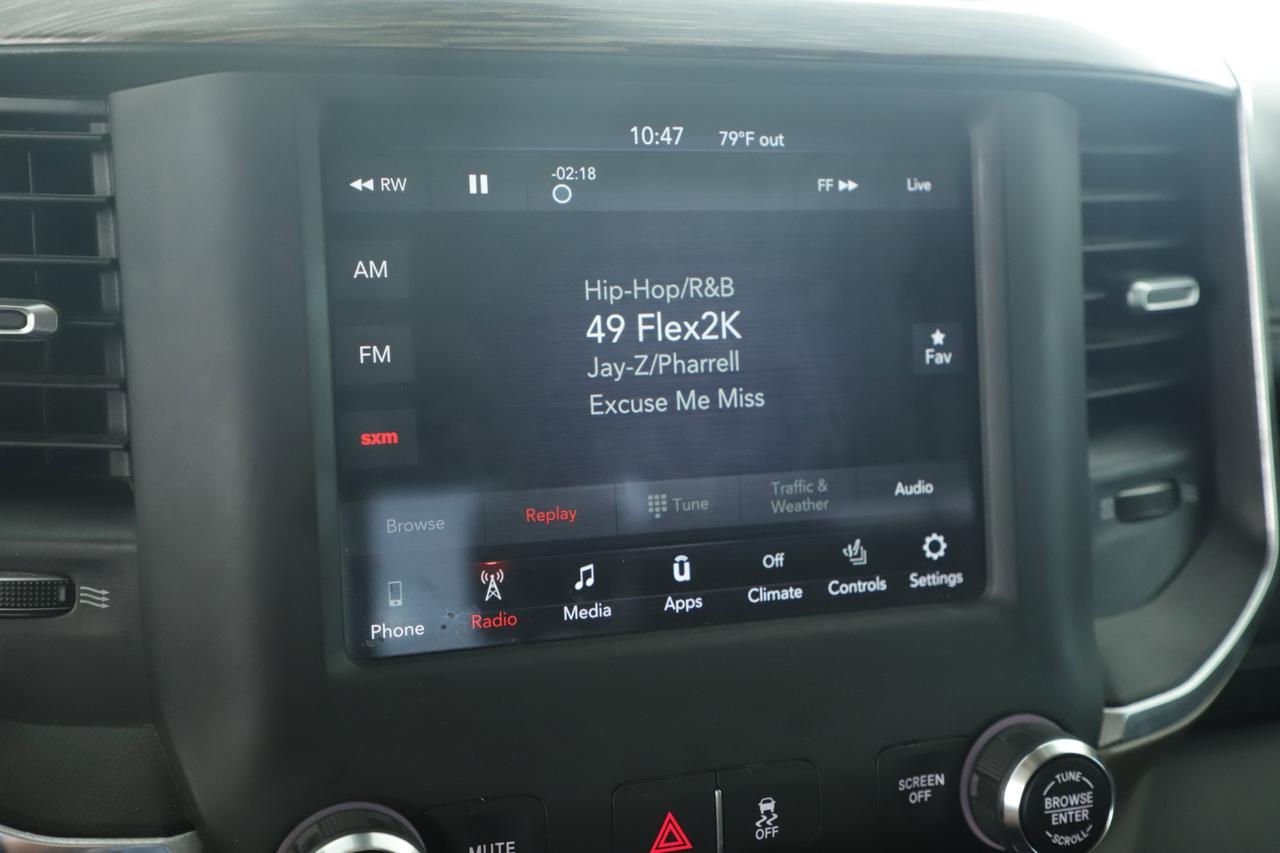 10:47 79°F out
RW -02:18 FF Live
AM
Hip-Hop/R&B
49 Flex2K
Jay-Z/Pharrell
Excuse Me Miss
FM
Fav
sxm
Browse Replay Tune Traffic & Weather Audio
Phone Radio Media Apps Off Climate Controls Settings
MUTE
OFF
SCREEN
OFF
TUNE
BROWSE
ENTER
SCROLL